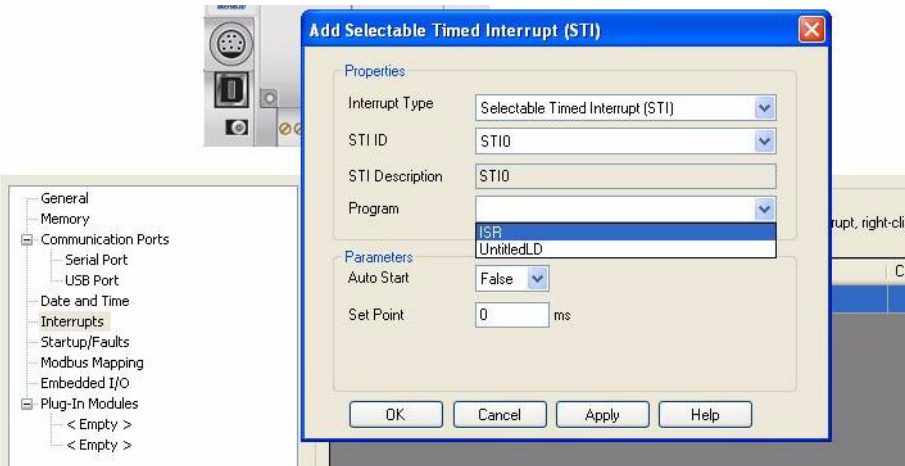 Add Selectable Timed Interrupt (STI)
Properties
Interrupt Type
Selectable Timed Interrupt (STI)
STI ID
STI0
STI Description
STI0
Program
ISR
UntitledLD
Parameters
Auto Start
False
Set Point
0
ms
OK
Cancel
Apply
Help
General
Memory
Communication Ports
Serial Port
USB Port
Date and Time
Interrupts
Startup/Faults
Modbus Mapping
Embedded I/O
Plug-In Modules
< Empty >
< Empty >
rupt, right-cli
C